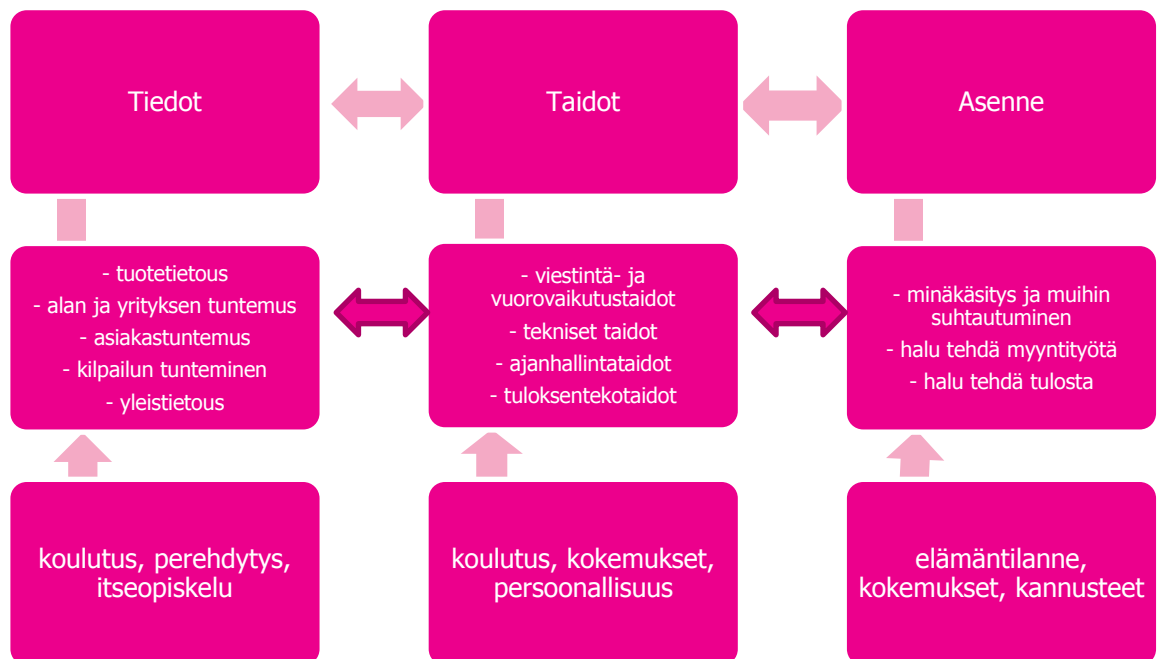 Tiedot
Taidot
Asenne
- tuotetietous
- alan ja yrityksen tuntemus
- asiakastuntemus
- kilpailun tunteminen
- yleistietous
- viestintä- ja
vuorovaikutustaidot
- tekniset taidot
- ajanhallintataidot
- tuloksentekotaidot
- minäkäsitys ja muihin
suhtautuminen
- halu tehdä myyntityötä
- halu tehdä tulosta
koulutus, perehdytys,
itseopiskelu
koulutus, kokemukset,
persoonallisuus
elämäntilanne,
kokemukset, kannusteet